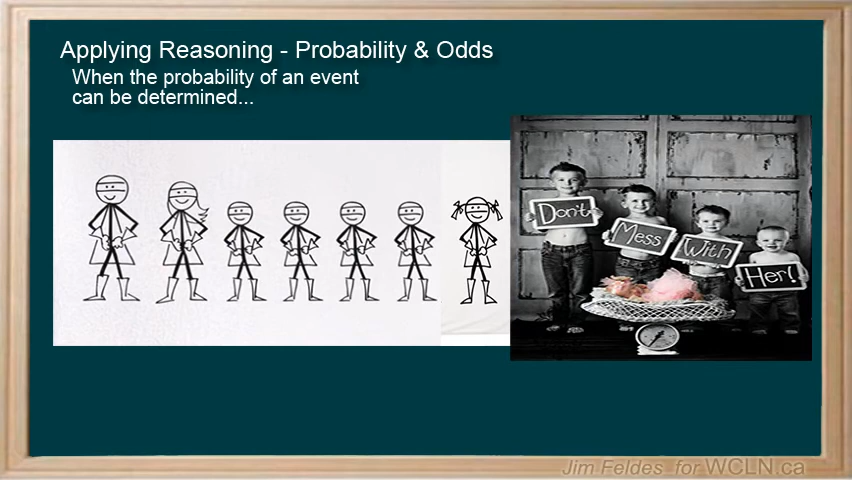 Applying Reasoning - Probability & Odds
When the probability of an event
can be determined...
Don't
Mess
With
Her!
Jim Feldes for WCLN.ca